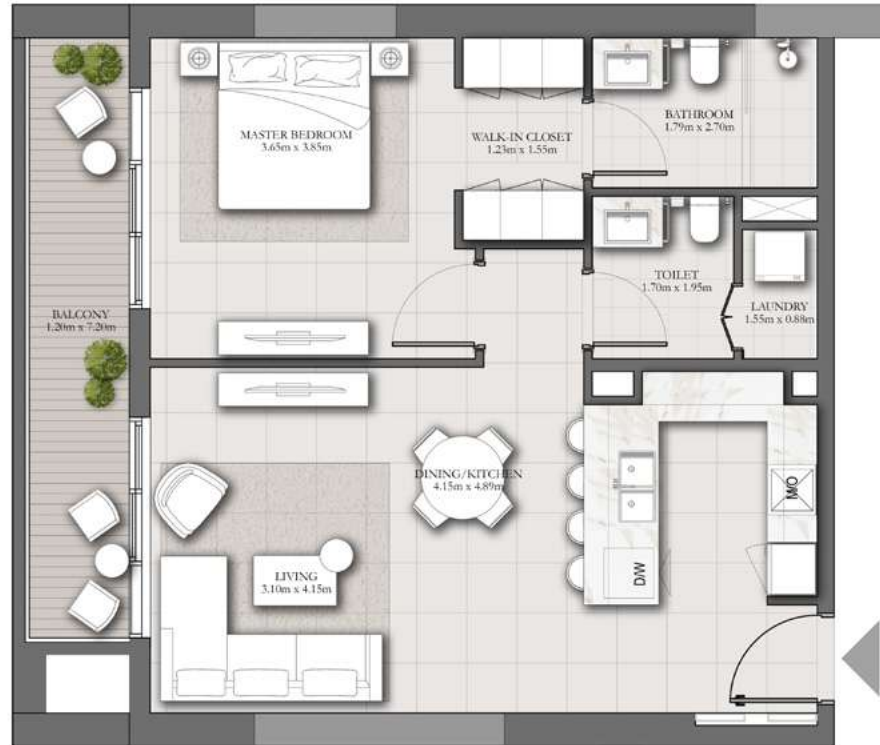 MASTER BEDROOM
3.65m x 3.85m
WALK-IN CLOSET
1.23m x 1.55m
BATHROOM
1.79m x 2.70m
TOILET
1.70m x 1.95m
LAUNDRY
1.55m x 0.88m
BALCONY
1.20m x 7.20m
DINING/KITCHEN
4.15m x 4.89m
LIVING
3.10m x 4.15m
D/W
M/O